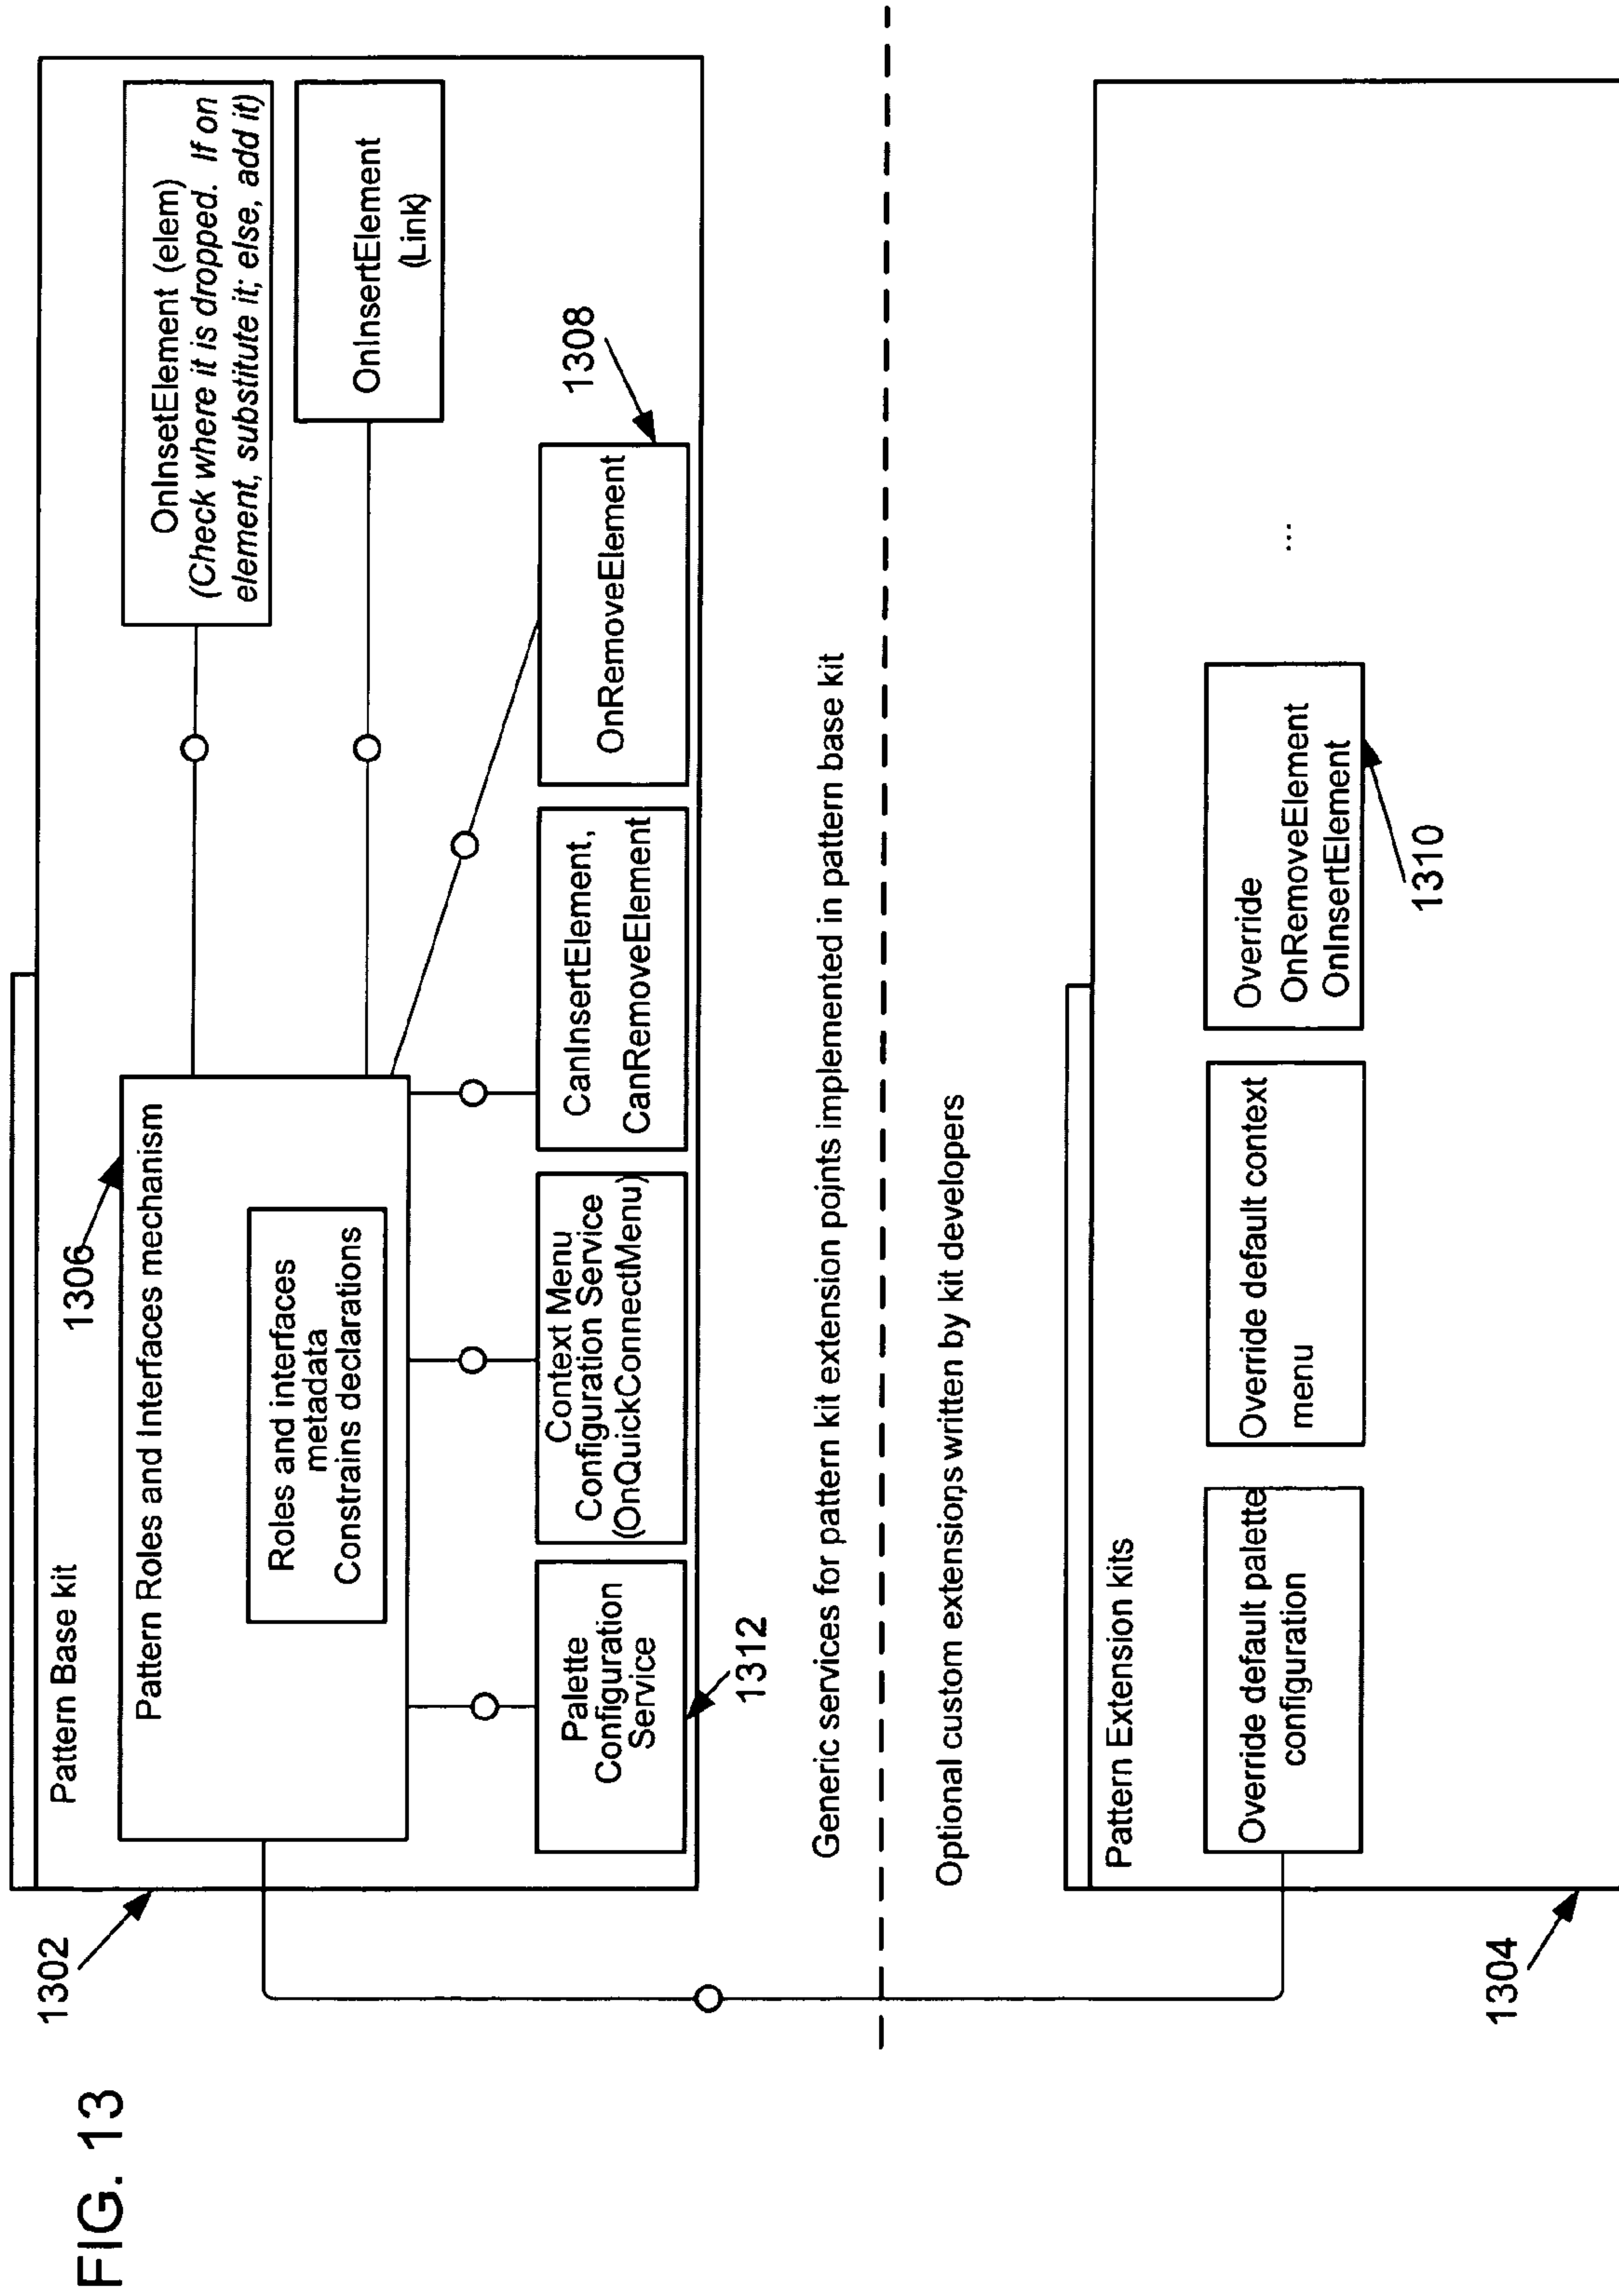 FIG. 13
1302
Pattern Base kit
1306
Pattern Roles and Interfaces mechanism
Roles and interfaces
metadata
Constrains declarations
OnInsetElement (elem)
(Check where it is dropped. If on
element, substitute it; else, add it)
OnInsertElement
(Link)
Palette
Configuration
Service
1312
Context Menu
Configuration Service
(OnQuickConnectMenu)
CanInsertElement,
CanRemoveElement
OnRemoveElement
1308
Generic services for pattern kit extension points implemented in pattern base kit
Optional custom extensions written by kit developers
1304
Pattern Extension kits
Override default palette
configuration
Override default context
menu
Override
OnRemoveElement
OnInsertElement
1310
...